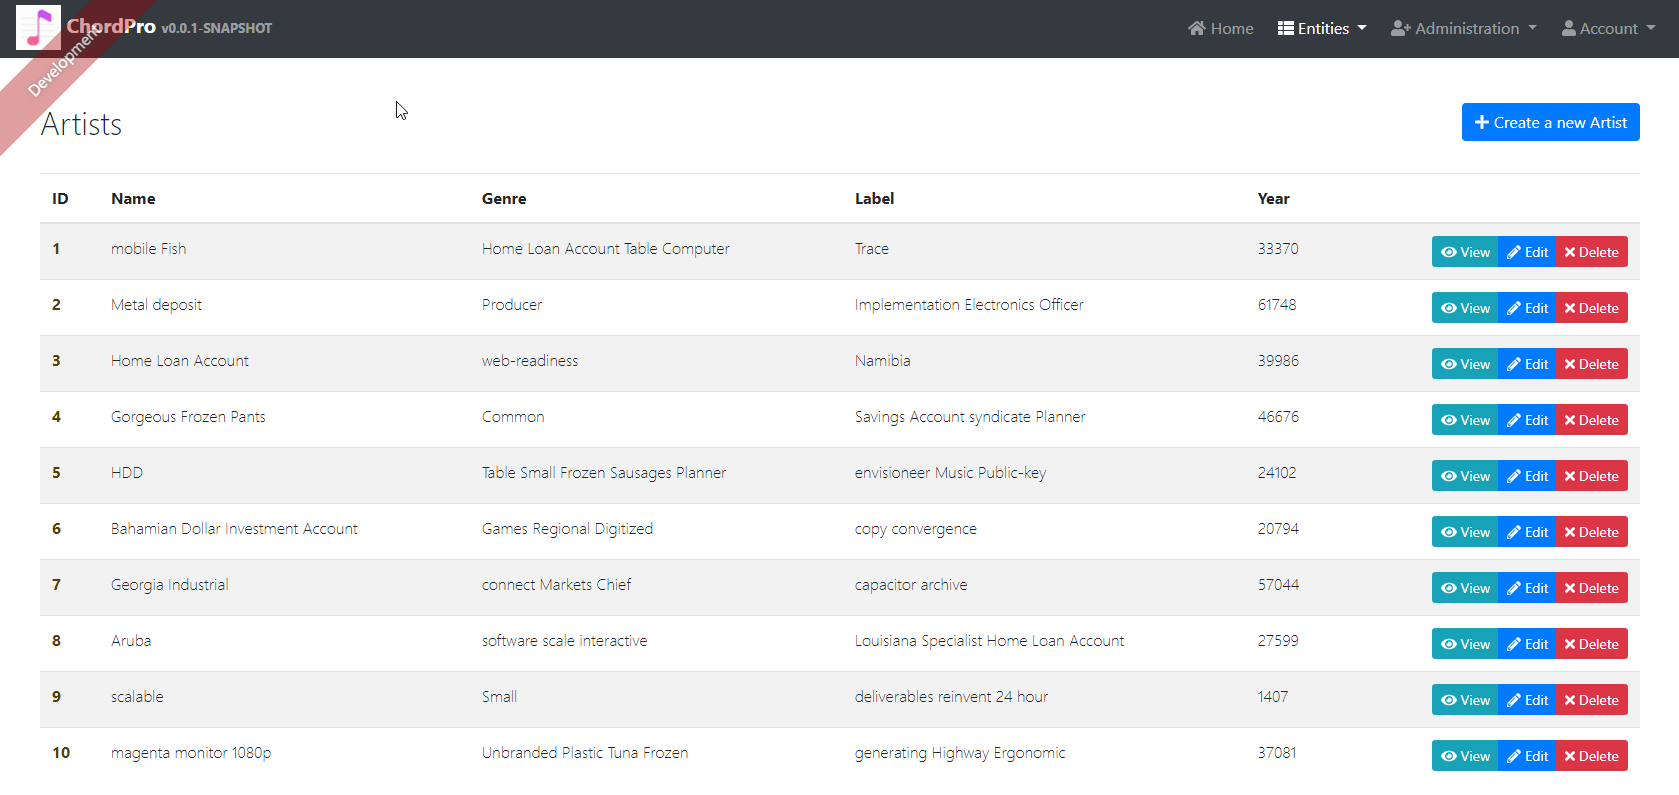 ChordPro v0.0.1-SNAPSHOT Home Entities Administration Account
Development
Artists Create a new Artist
ID Name Genre Label Year
1 mobile Fish Home Loan Account Table Computer Trace 33370 View Edit Delete
2 Metal deposit Producer Implementation Electronics Officer 61748 View Edit Delete
3 Home Loan Account web-readiness Namibia 39986 View Edit Delete
4 Gorgeous Frozen Pants Common Savings Account syndicate Planner 46676 View Edit Delete
5 HDD Table Small Frozen Sausages Planner envisioneer Music Public-key 24102 View Edit Delete
6 Bahamian Dollar Investment Account Games Regional Digitized copy convergence 20794 View Edit Delete
7 Georgia Industrial connect Markets Chief capacitor archive 57044 View Edit Delete
8 Aruba software scale interactive Louisiana Specialist Home Loan Account 27599 View Edit Delete
9 scalable Small deliverables reinvent 24 hour 1407 View Edit Delete
10 magenta monitor 1080p Unbranded Plastic Tuna Frozen generating Highway Ergonomic 37081 View Edit Delete